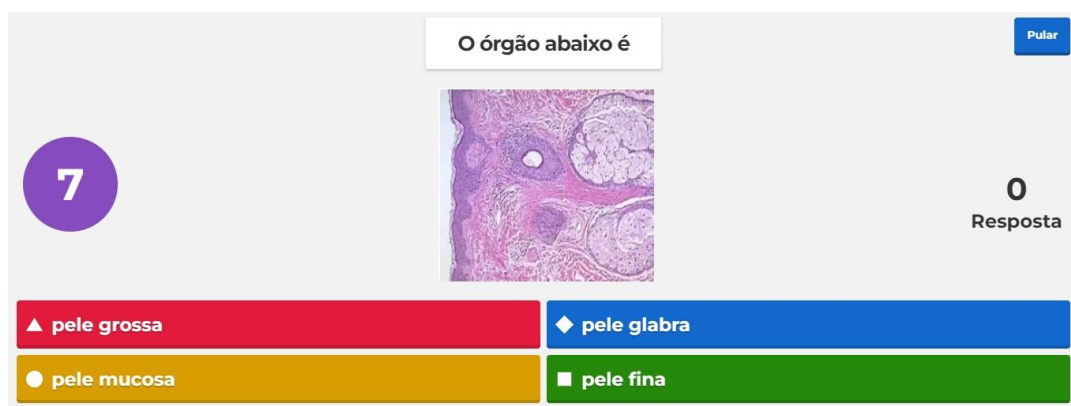 O órgão abaixo é
Pular
7
0
Resposta
pele grossa
pele glabra
pele mucosa
pele fina